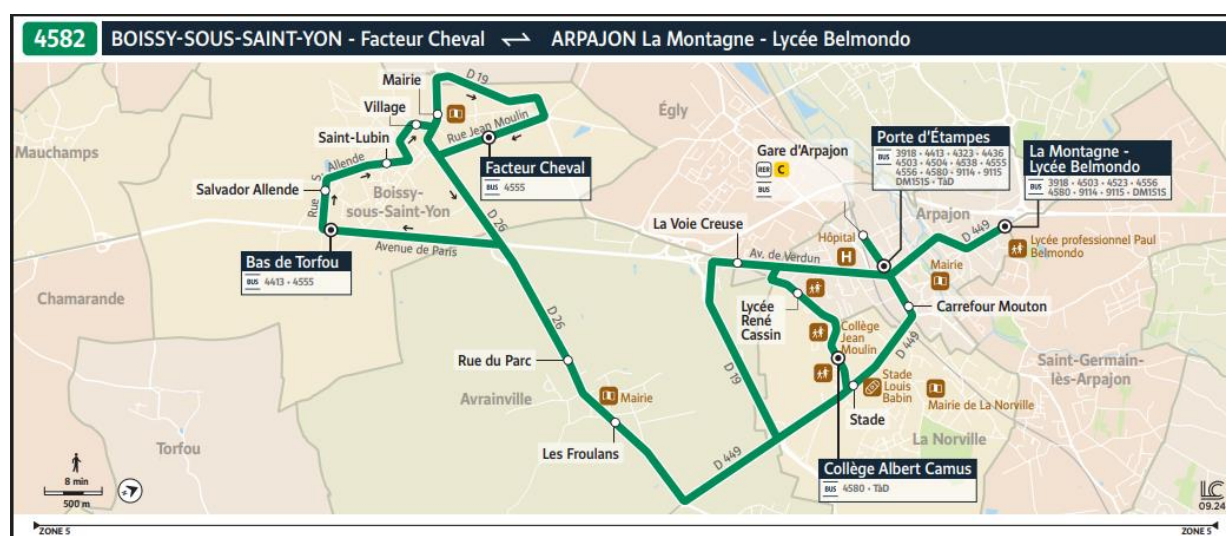 4582 BOISSY-SOUS-SAINT-YON - Facteur Cheval ARPAJON La Montagne - Lycée Belmondo
Mairie
D 19
Village
Rue Jean Moulin
Saint-Lubin
Mauchamps
Rue S. Allende
Salvador Allende
Boissy-
sous-Saint-Yon
Facteur Cheval
BUS 4555
D 26
Avenue de Paris
Bas de Torfou
BUS 4413 • 4555
Chamarande
Torfou
D 26
Rue du Parc
Avrainville
Mairie
Les Froulans
D 449
D 19
Égly
Gare d'Arpajon
RER C
BUS
Porte d'Étampes
BUS 3918 • 4413 • 4323 • 4436
4503 • 4504 • 4538 • 4555
4556 • 4580 • 9114 • 9115
DM151S • TàD
La Montagne -
Lycée Belmondo
BUS 3918 • 4503 • 4523 • 4556
4580 • 9114 • 9115 • DM151S
Arpajon
D 449
La Voie Creuse
Av. de Verdun
Hôpital
H
Lycée professionnel Paul
Belmondo
Mairie
Lycée
René
Cassin
Carrefour Mouton
Collège
Jean
Moulin
D 449
Saint-Germain-
lès-Arpajon
Stade
Louis
Babin
Mairie de La Norville
Stade
La Norville
Collège Albert Camus
BUS 4580 • TàD
8 min
500 m
LC
09.24
ZONE 5
ZONE 5